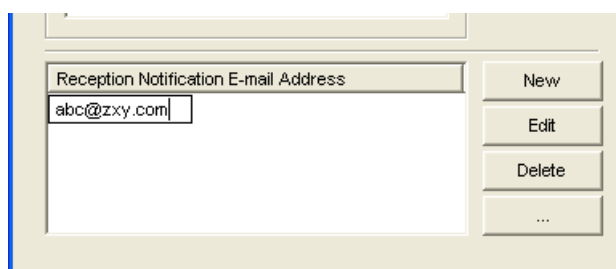 Reception Notification E-mail Address
abc@zxy.com
New
Edit
Delete
...